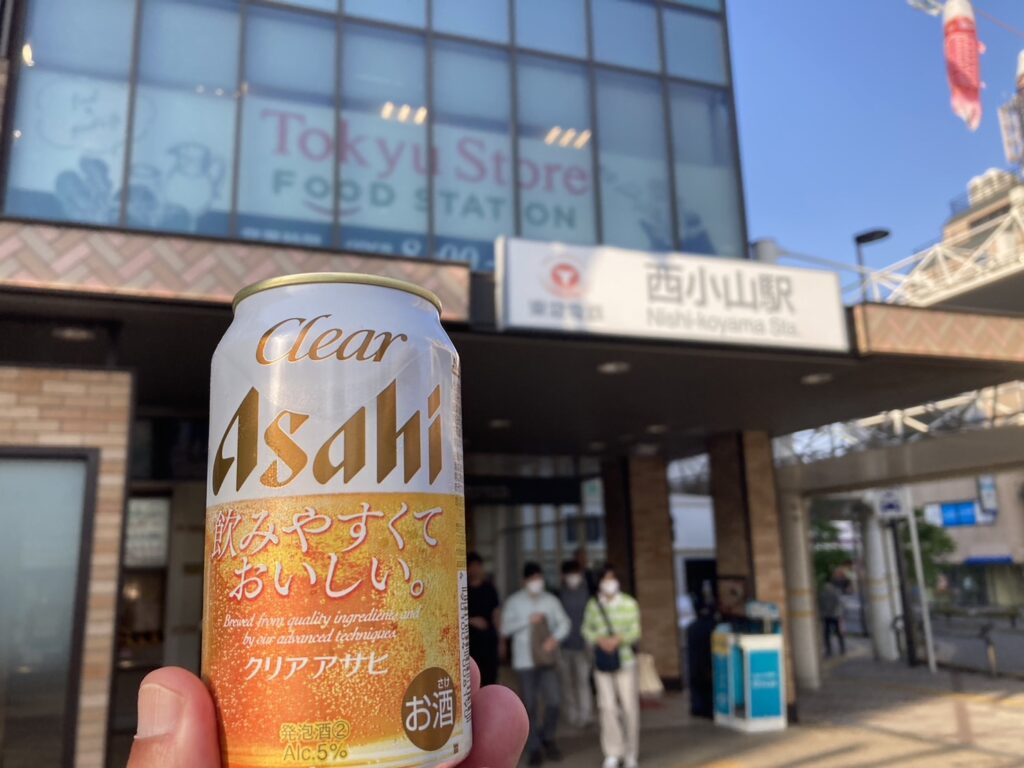 Tokyu Store
FOOD STATION
西小山駅
Nishi-koyama Sta.
Clear
Asahi
飲みやすくて
おいしい。
Brewed from quality ingredients and
by our advanced techniques.
クリアアサヒ
さけ
お酒
発泡酒②
Alc.5%